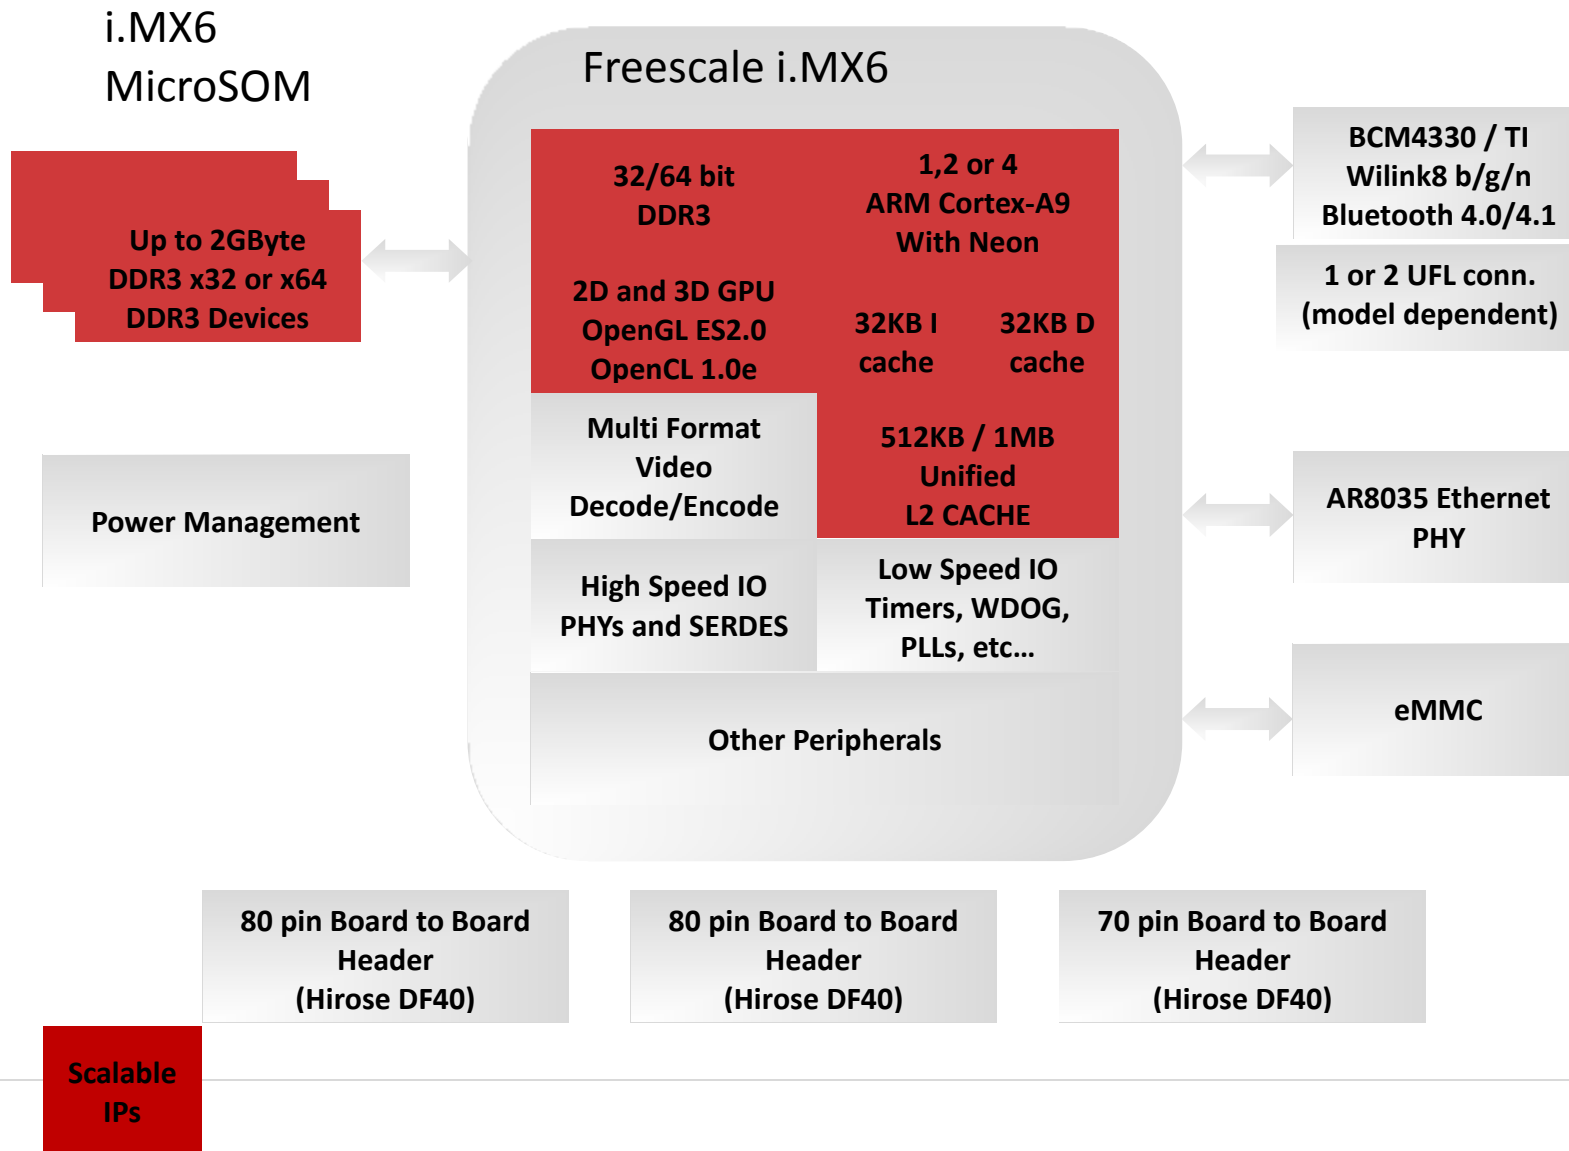 i.MX6
MicroSOM
Freescale i.MX6
Up to 2GByte
DDR3 x32 or x64
DDR3 Devices
32/64 bit
DDR3
1,2 or 4
ARM Cortex-A9
With Neon
2D and 3D GPU
OpenGL ES2.0
OpenCL 1.0e
32KB I
cache
32KB D
cache
Multi Format
Video
Decode/Encode
512KB / 1MB
Unified
L2 CACHE
High Speed IO
PHYs and SERDES
Low Speed IO
Timers, WDOG,
PLLs, etc…
Other Peripherals
BCM4330 / TI
Wilink8 b/g/n
Bluetooth 4.0/4.1
1 or 2 UFL conn.
(model dependent)
Power Management
AR8035 Ethernet
PHY
eMMC
80 pin Board to Board
Header
(Hirose DF40)
80 pin Board to Board
Header
(Hirose DF40)
70 pin Board to Board
Header
(Hirose DF40)
Scalable
IPs